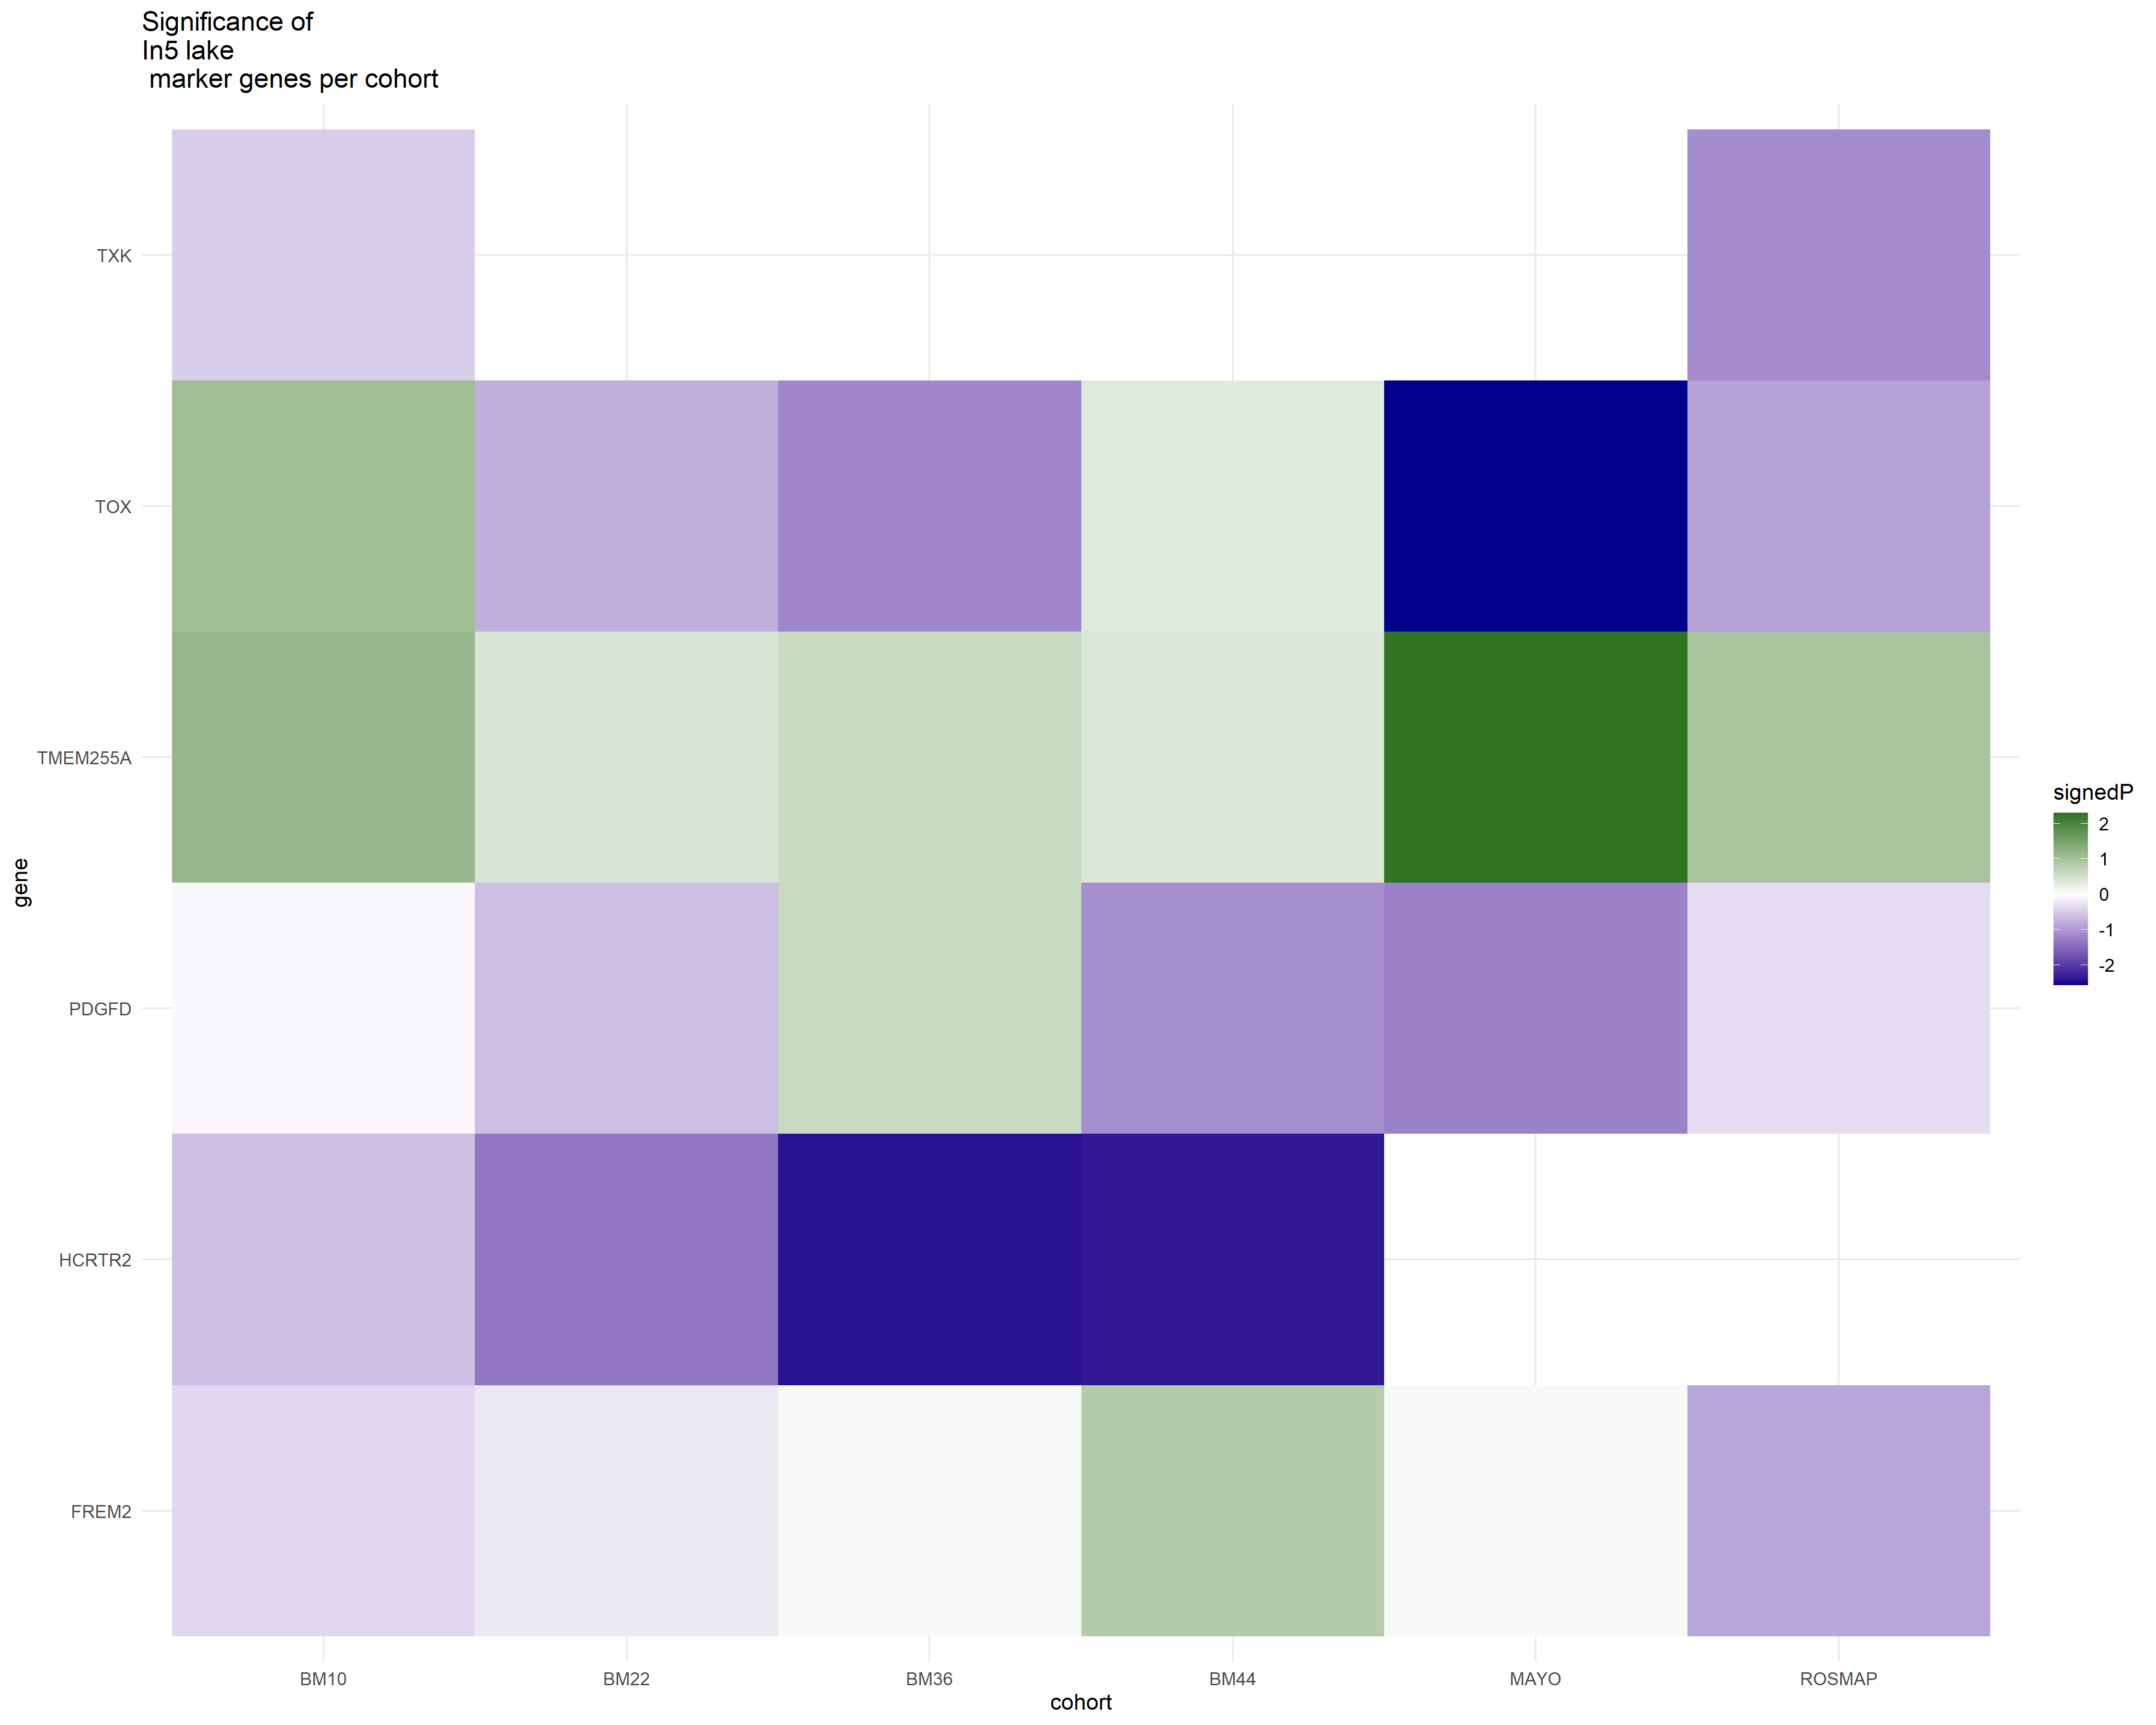 Significance of
In5 lake
marker genes per cohort
TXK
TOX
TMEM255A
PDGFD
HCRTR2
FREM2
gene
BM10
BM22
BM36
BM44
MAYO
ROSMAP
cohort
signedP
2
1
0
-1
-2